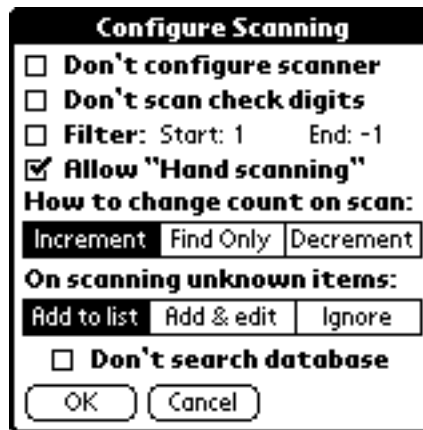 Configure Scanning
Don't configure scanner
Don't scan check digits
Filter: Start: 1 End: -1
Allow "Hand scanning"
How to change count on scan:
Increment Find Only Decrement
On scanning unknown items:
Add to list Add & edit Ignore
Don't search database
OK Cancel